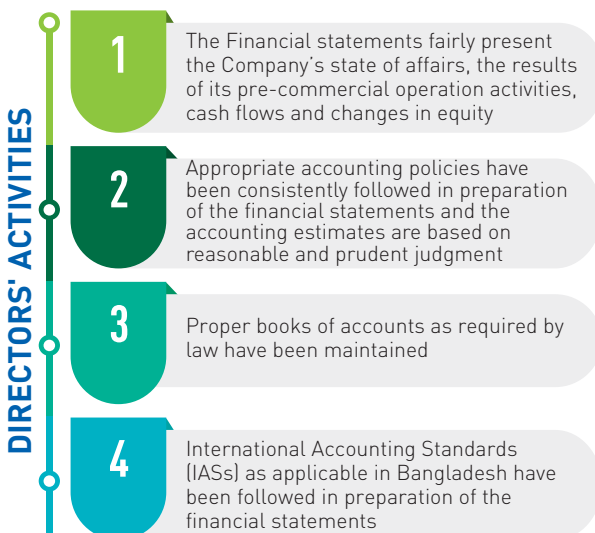 DIRECTORS' ACTIVITIES
1
The Financial statements fairly present
the Company's state of affairs, the results
of its pre-commercial operation activities,
cash flows and changes in equity
2
Appropriate accounting policies have
been consistently followed in preparation
of the financial statements and the
accounting estimates are based on
reasonable and prudent judgment
3
Proper books of accounts as required by
law have been maintained
4
International Accounting Standards
(IASs) as applicable in Bangladesh have
been followed in preparation of the
financial statements